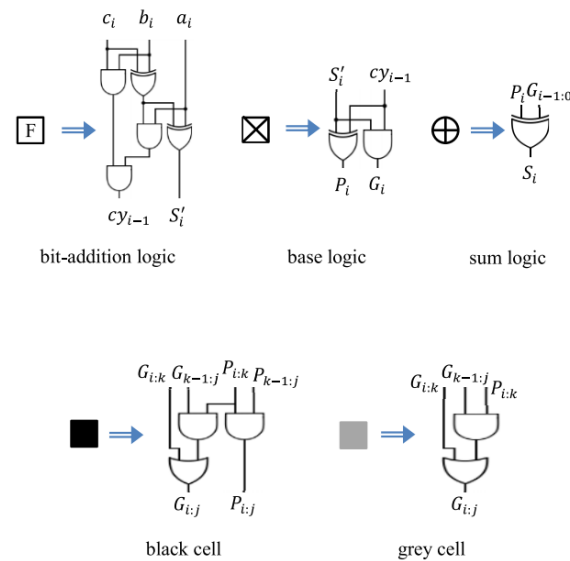 c_i b_i a_i
S'_i cy_{i−1}
P_i G_{i−1:0}
F
P_i G_i
S_i
cy_{i−1} S'_i
bit-addition logic
base logic
sum logic
G_{i:k} G_{k−1:j} P_{i:k} P_{k−1:j}
G_{i:k} G_{k−1:j} P_{i:k}
G_{i:j} P_{i:j}
G_{i:j}
black cell
grey cell